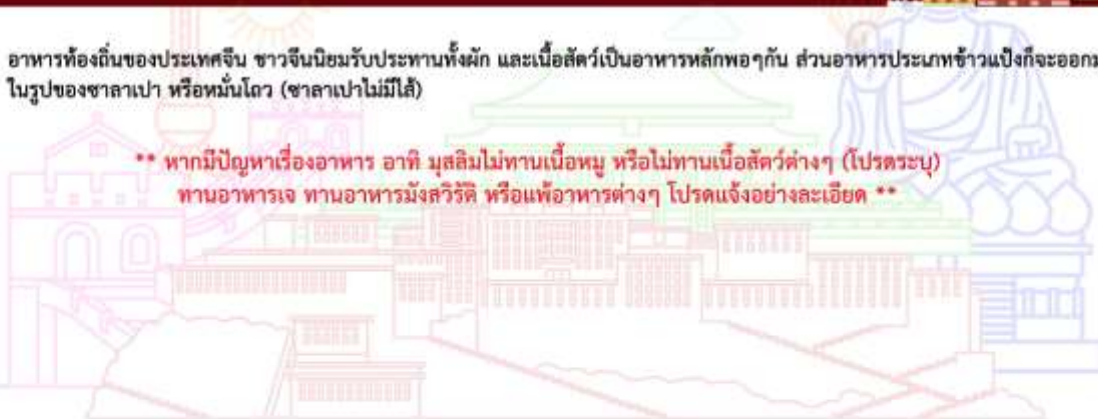 อาหารท้องถิ่นของประเทศจีน ชาวจีนนิยมรับประทานทั้งผัก และเนื้อสัตว์เป็นอาหารหลักพอๆกัน ส่วนอาหารประเภทข้าวแป้งก็จะออกม
ในรูปของซาลาเปา หรือหมั่นโถว (ซาลาเปาไม่มีไส้)
** หากมีปัญหาเรื่องอาหาร อาทิ มุสลิมไม่ทานเนื้อหมู หรือไม่ทานเนื้อสัตว์ต่างๆ (โปรดระบุ)
ทานอาหารเจ ทานอาหารมังสวิรัติ หรือแพ้อาหารต่างๆ โปรดแจ้งอย่างละเอียด **